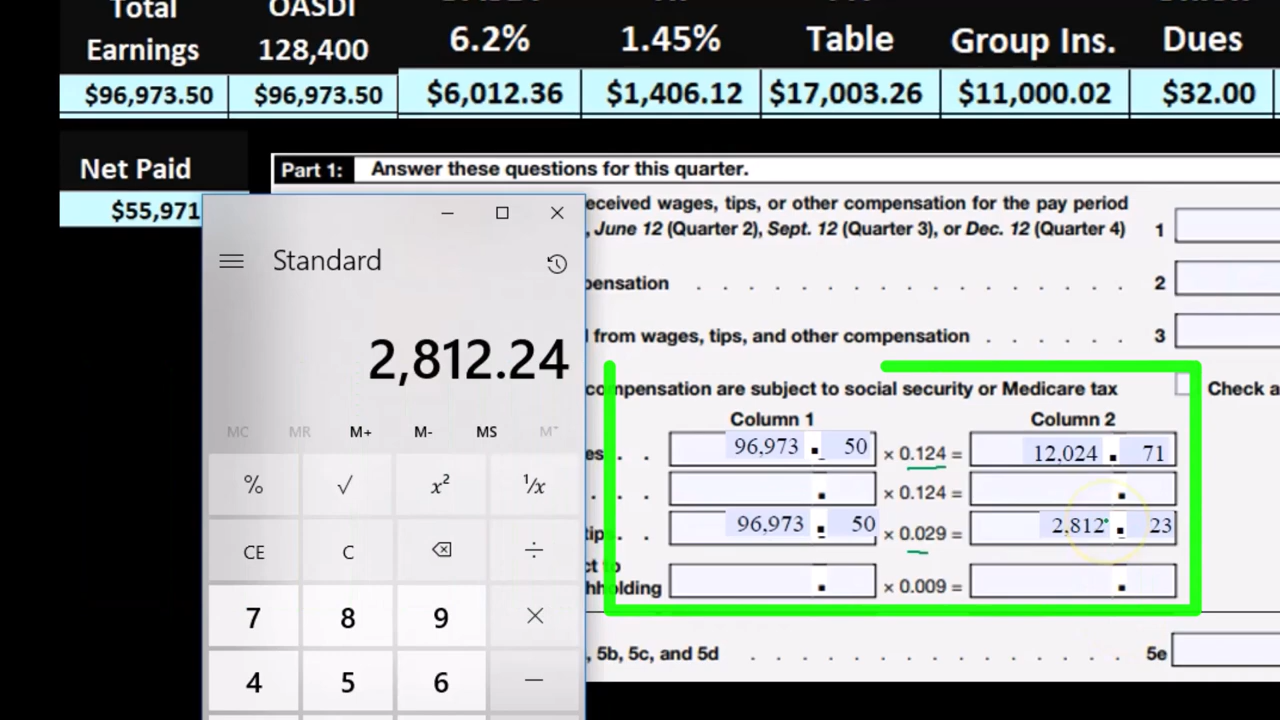 Total
Earnings
OASDI
128,400
6.2%
1.45%
Table
Group Ins.
Dues
$96,973.50
$96,973.50
$6,012.36
$1,406.12
$17,003.26
$11,000.02
$32.00
Net Paid
$55,971
Part 1:
Answer these questions for this quarter.
received wages, tips, or other compensation for the pay period
, June 12 (Quarter 2), Sept. 12 (Quarter 3), or Dec. 12 (Quarter 4) 1
. . . . . . . . . . . . . . . 2
from wages, tips, and other compensation . . . . . 3
compensation are subject to social security or Medicare tax
Check a
Column 1 Column 2
96,973 . 50 × 0.124 = 12,024 . 71
. . . × 0.124 = .
96,973 . 50 × 0.029 = 2,812 . 23
. × 0.009 = .
, 5b, 5c, and 5d . . . . . . . . . . . . . . 5e
Standard
2,812.24
MC MR M+ M- MS M
% √ x² ¹/x
CE C ÷
7 8 9 ×
4 5 6 −